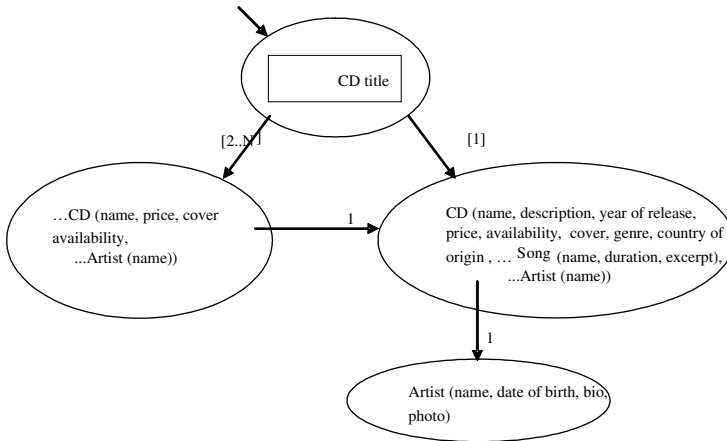 CD title
[2..N]
[1]
…CD (name, price, cover
availability,
...Artist (name))
1
CD (name, description, year of release,
price, availability, cover, genre, country of
origin , … Song (name, duration, excerpt),
...Artist (name))
1
Artist (name, date of birth, bio,
photo)